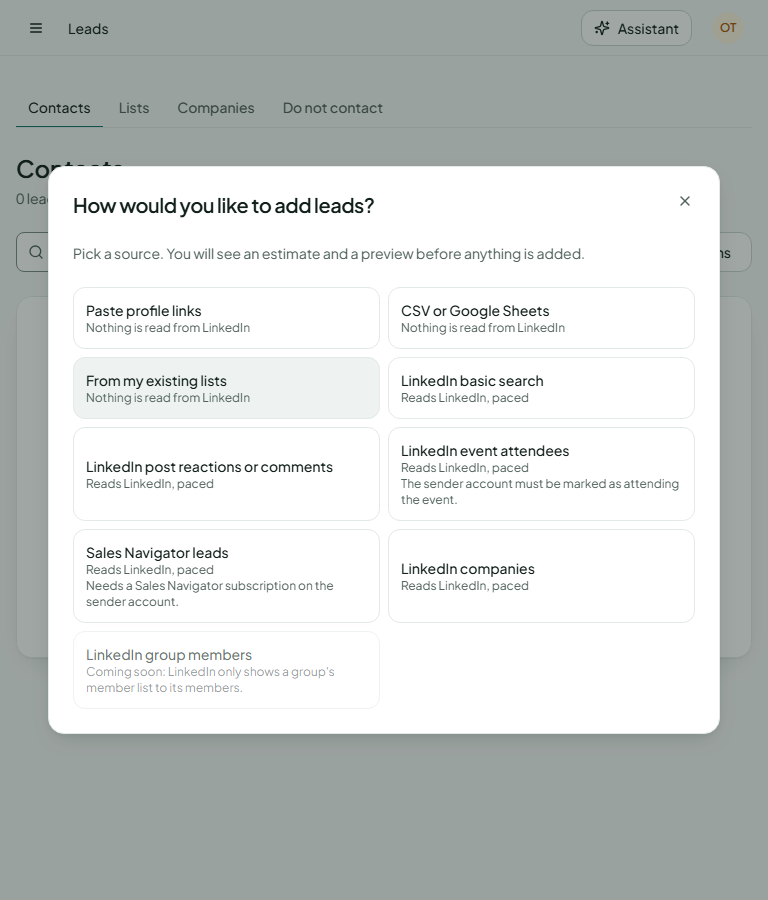 Leads
Assistant
OT
Contacts
Lists
Companies
Do not contact
How would you like to add leads?
Pick a source. You will see an estimate and a preview before anything is added.
Paste profile links
Nothing is read from LinkedIn
CSV or Google Sheets
Nothing is read from LinkedIn
From my existing lists
Nothing is read from LinkedIn
LinkedIn basic search
Reads LinkedIn, paced
LinkedIn post reactions or comments
Reads LinkedIn, paced
LinkedIn event attendees
Reads LinkedIn, paced
The sender account must be marked as attending
the event.
Sales Navigator leads
Reads LinkedIn, paced
Needs a Sales Navigator subscription on the
sender account.
LinkedIn companies
Reads LinkedIn, paced
LinkedIn group members
Coming soon: LinkedIn only shows a group's
member list to its members.